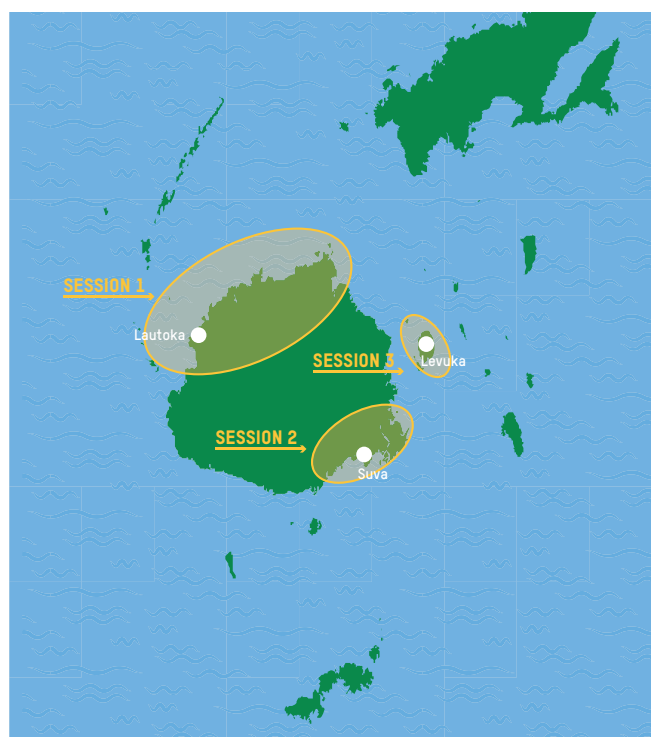 SESSION 1
Lautoka
SESSION 3
Levuka
SESSION 2
Suva